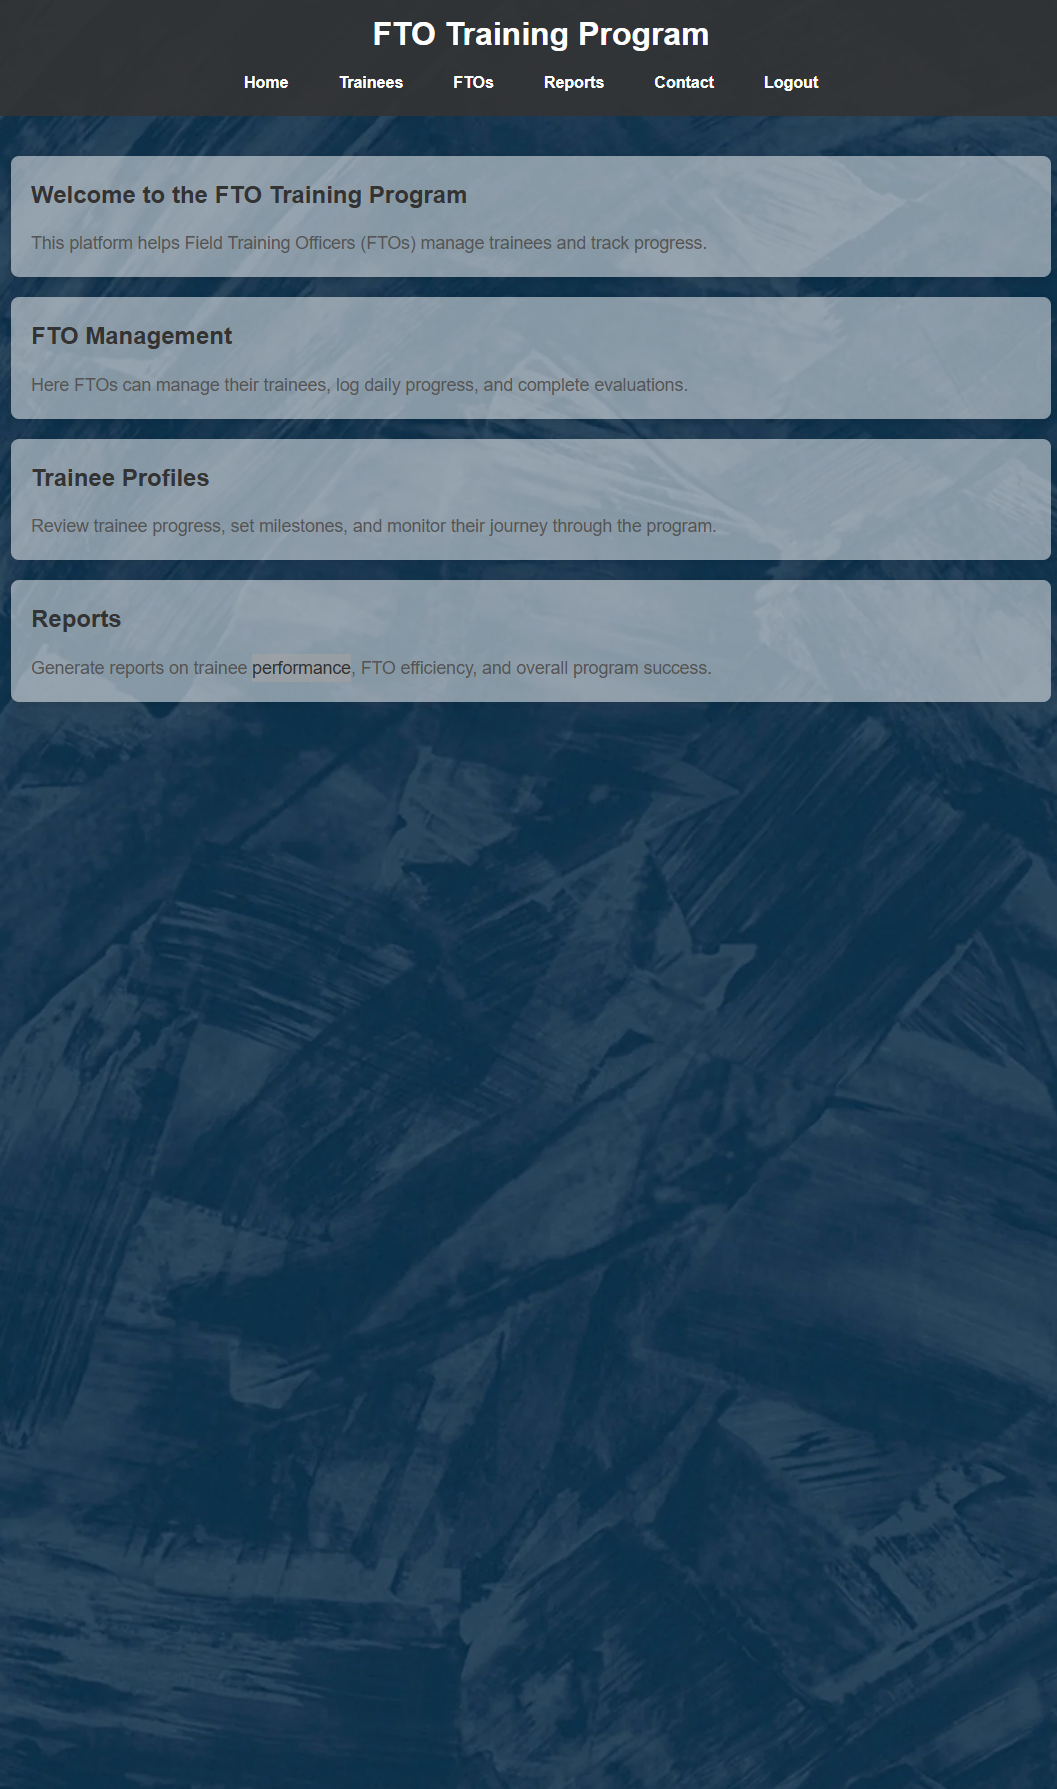 FTO Training Program
Home Trainees FTOs Reports Contact Logout
Welcome to the FTO Training Program
This platform helps Field Training Officers (FTOs) manage trainees and track progress.
FTO Management
Here FTOs can manage their trainees, log daily progress, and complete evaluations.
Trainee Profiles
Review trainee progress, set milestones, and monitor their journey through the program.
Reports
Generate reports on trainee performance, FTO efficiency, and overall program success.